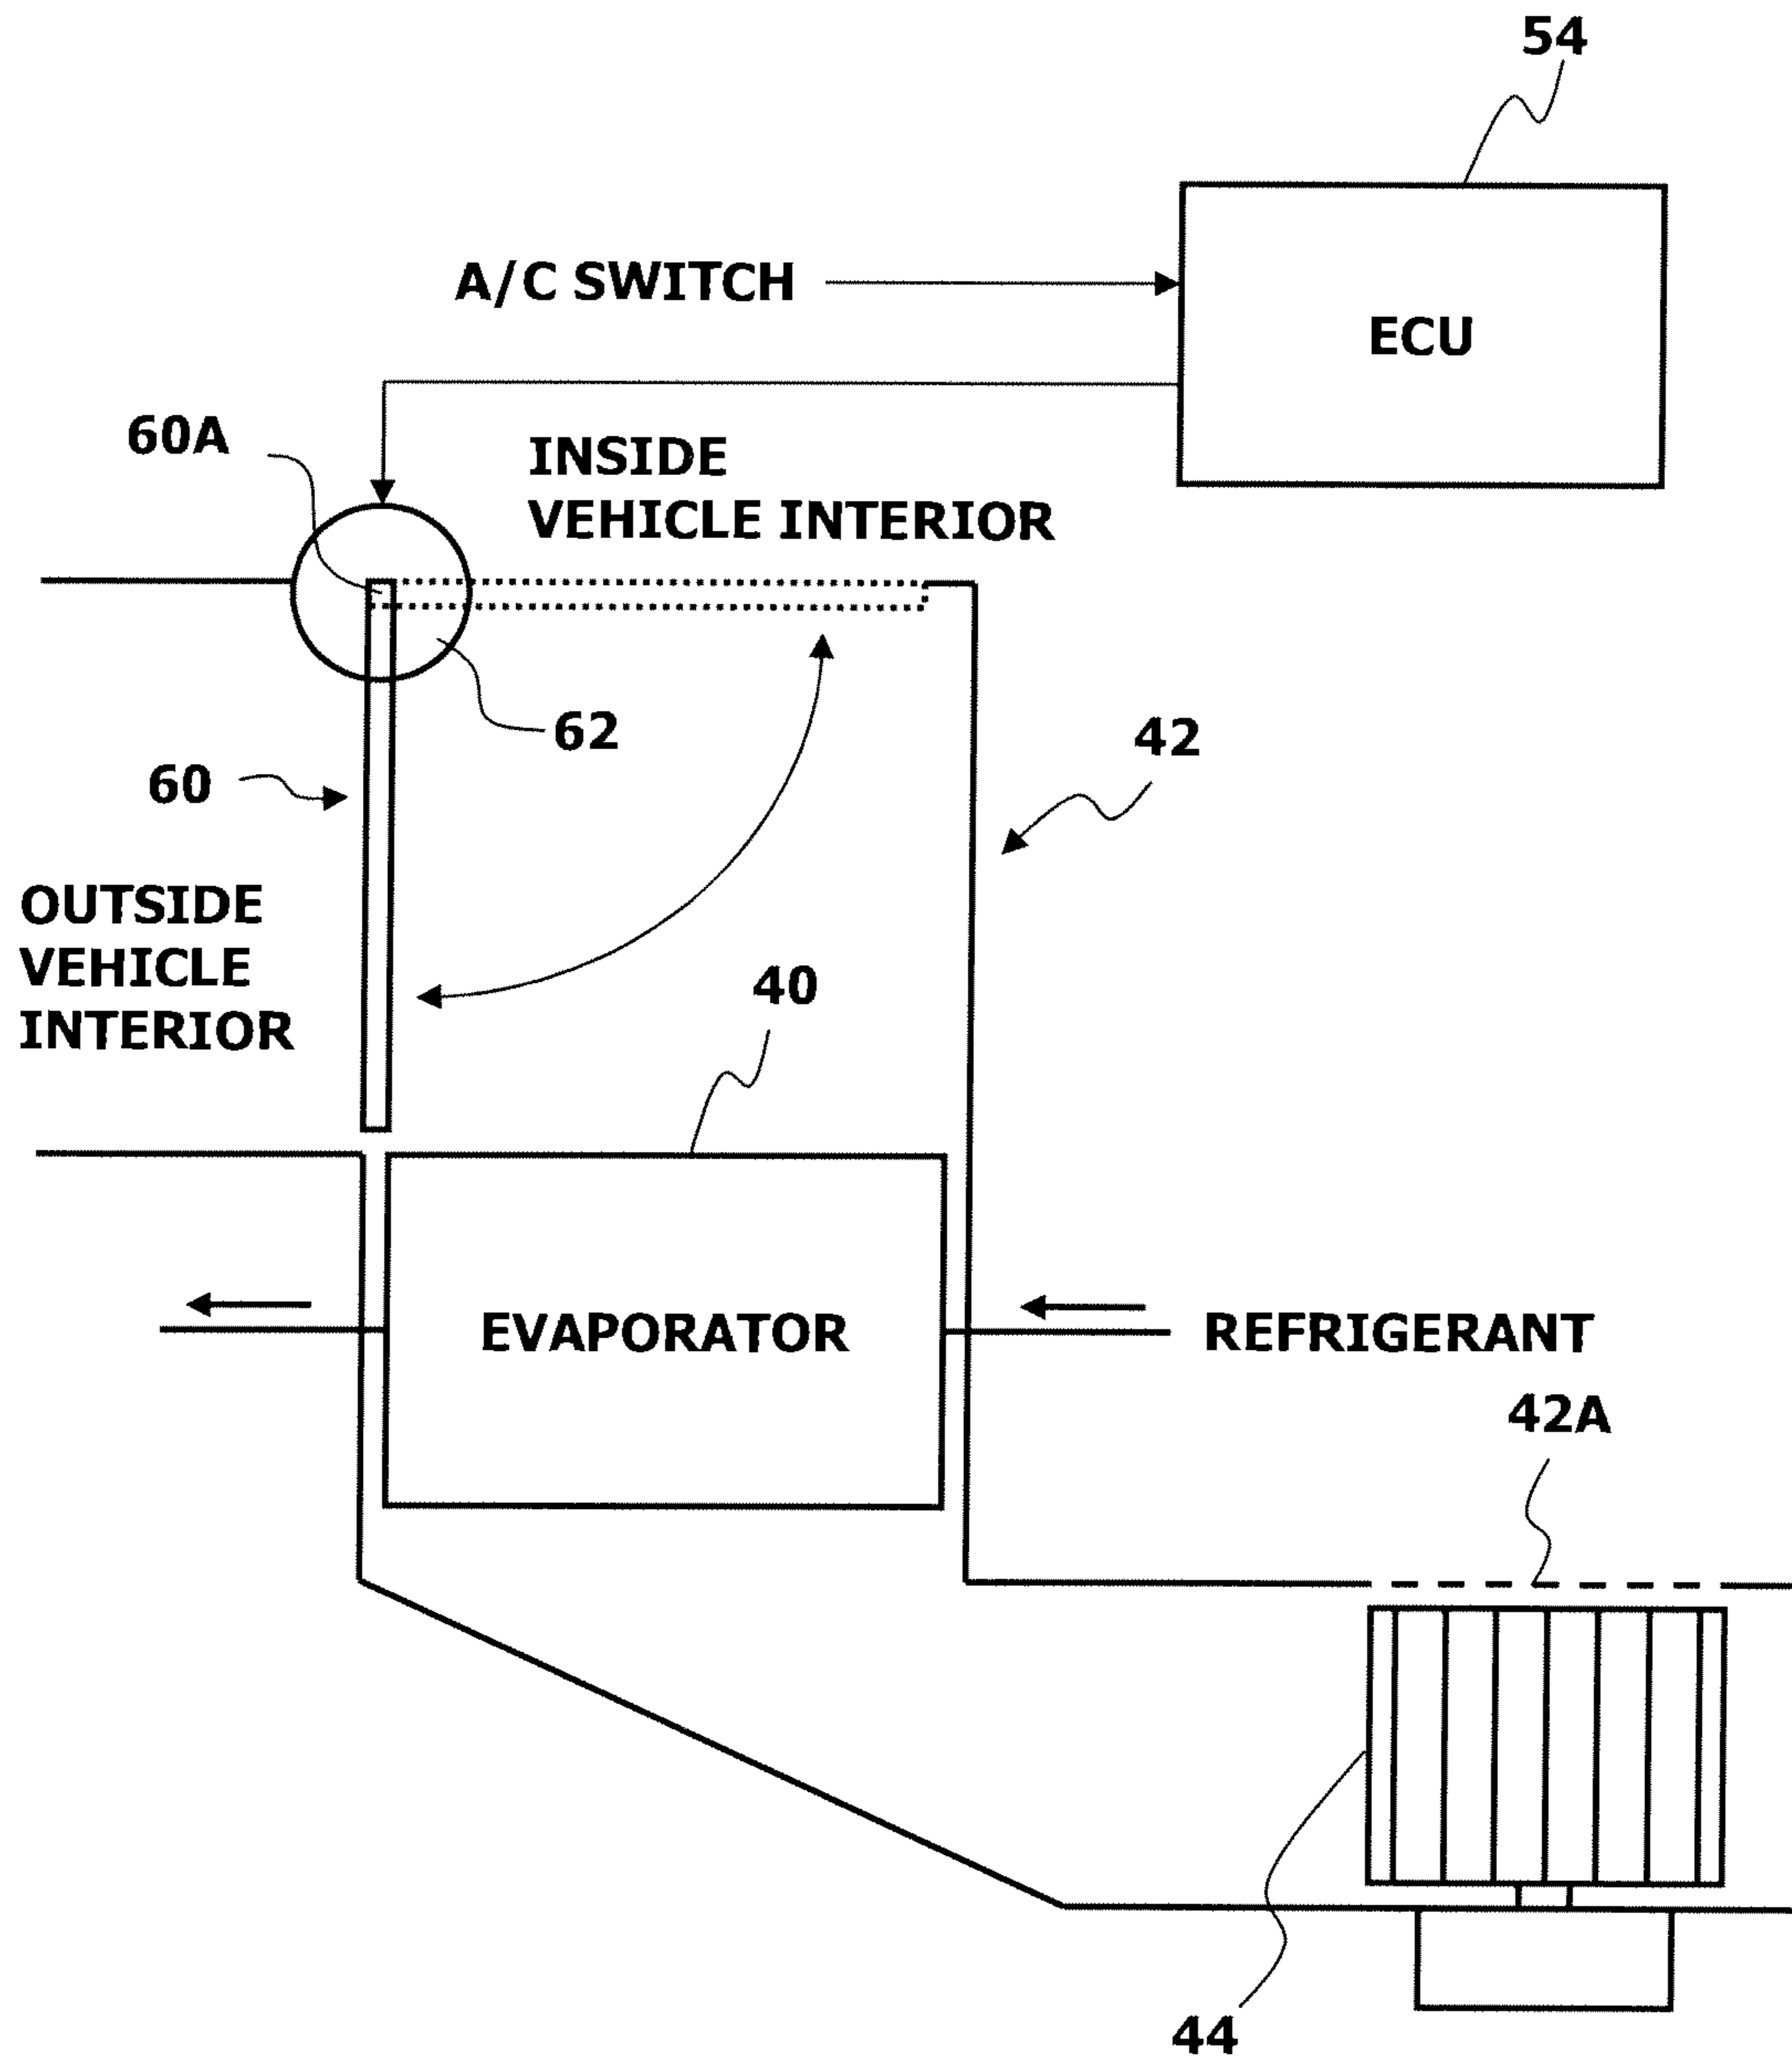 54
A/C SWITCH
ECU
60A
INSIDE
VEHICLE INTERIOR
62
42
60
OUTSIDE
VEHICLE
INTERIOR
40
EVAPORATOR
REFRIGERANT
42A
44